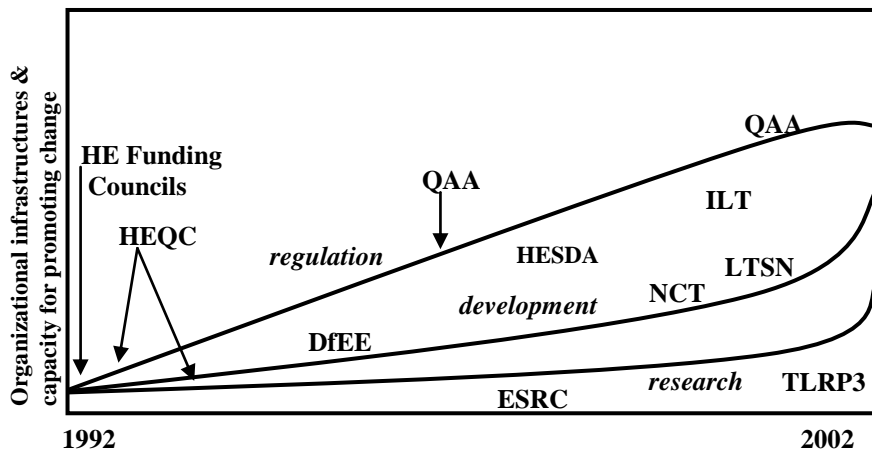 Organizational infrastructures &
capacity for promoting change
QAA
HE Funding
Councils
QAA
ILT
HEQC
regulation
HESDA
LTSN
development
NCT
DfEE
research
TLRP3
ESRC
1992
2002